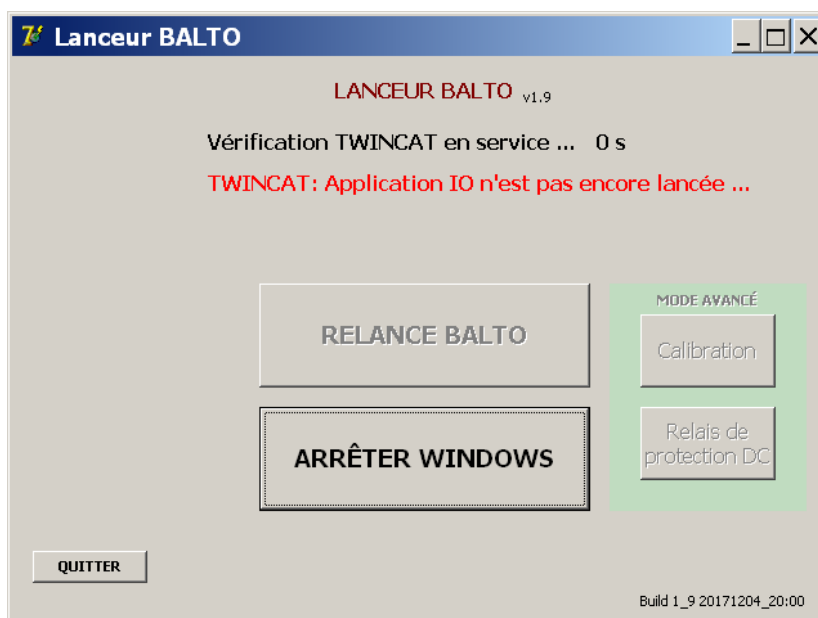 Lanceur BALTO
LANCEUR BALTO v1.9
Vérification TWINCAT en service ... 0 s
TWINCAT: Application IO n'est pas encore lancée ...
RELANCE BALTO
MODE AVANCÉ
Calibration
ARRÊTER WINDOWS
Relais de
protection DC
QUITTER
Build 1_9 20171204_20:00